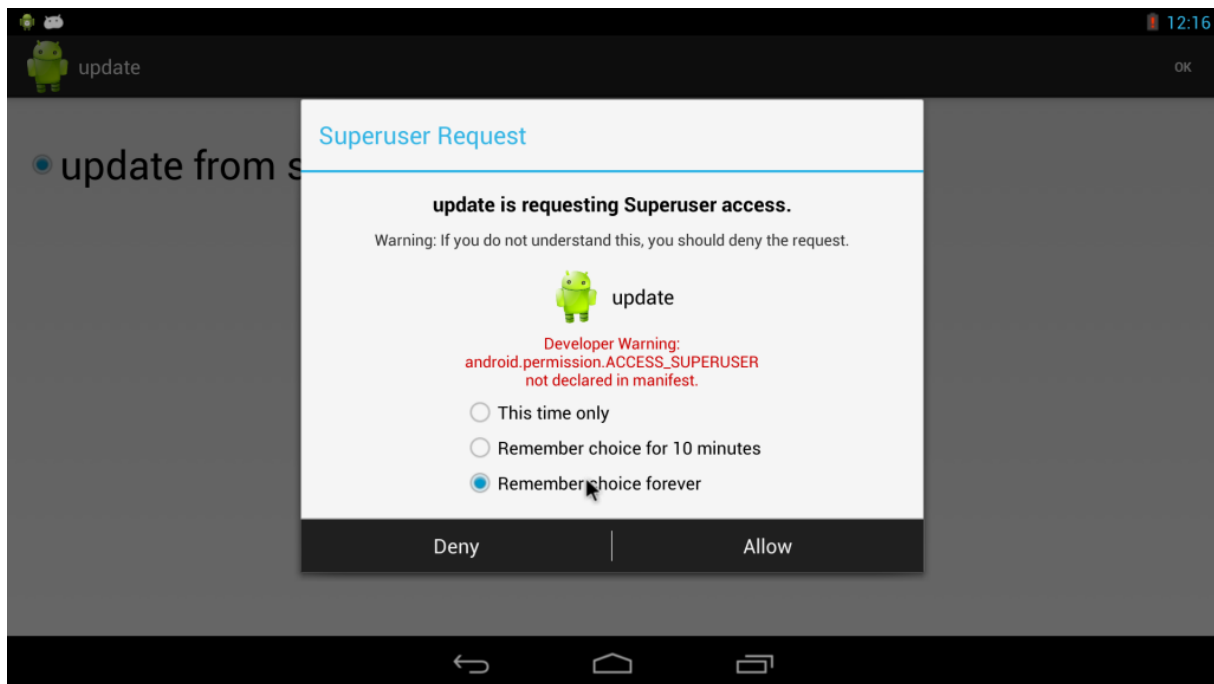 12:16
update
OK
update from s
Superuser Request
update is requesting Superuser access.
Warning: If you do not understand this, you should deny the request.
update
Developer Warning:
android.permission.ACCESS_SUPERUSER
not declared in manifest.
This time only
Remember choice for 10 minutes
Remember choice forever
Deny
Allow